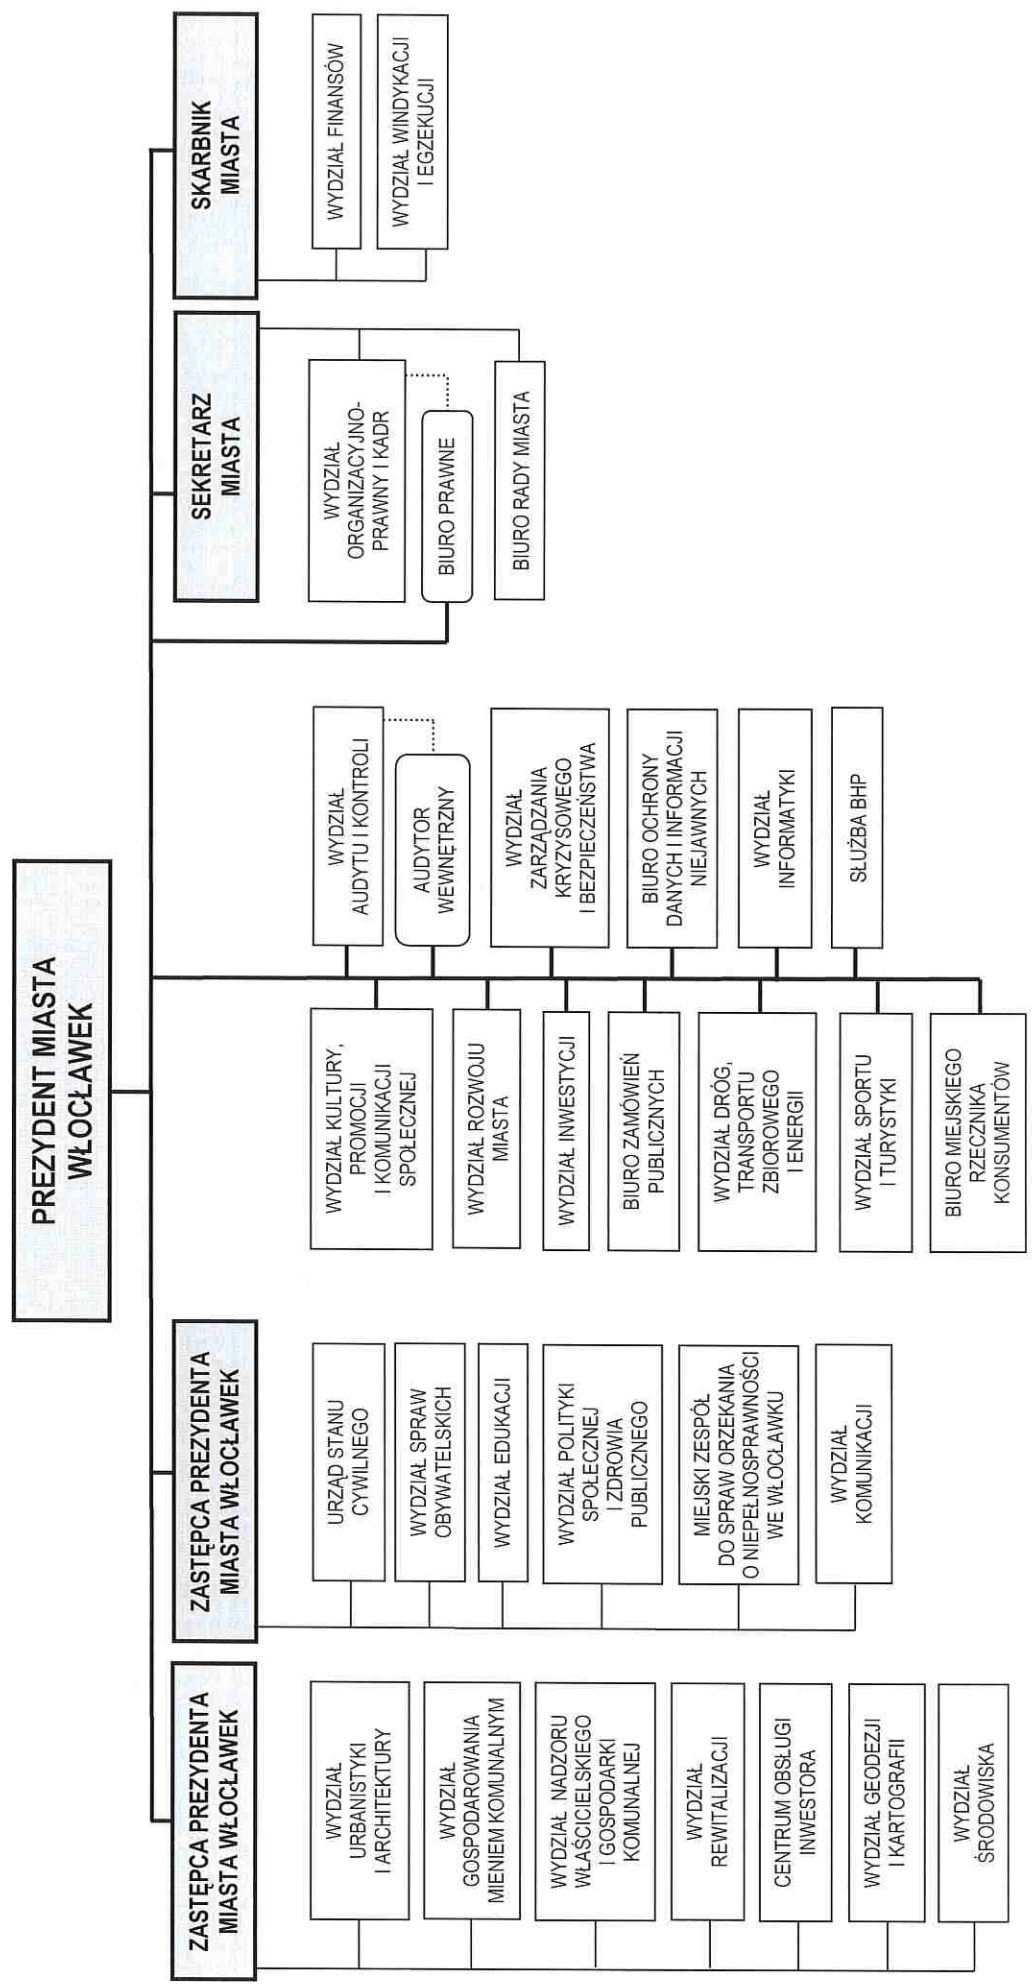 PREZYDENT MIASTA
WŁOCŁAWEK
ZASTĘPCA PREZYDENTA
MIASTA WŁOCŁAWEK
WYDZIAŁ
URBANISTYKI
I ARCHITEKTURY
WYDZIAŁ
GOSPODAROWANIA
MIENIEM KOMUNALNYM
WYDZIAŁ NADZORU
WŁAŚCICIELSKIEGO
I GOSPODARKI
KOMUNALNEJ
WYDZIAŁ
REWITALIZACJI
CENTRUM OBSŁUGI
INWESTORA
WYDZIAŁ GEODEZJI
I KARTOGRAFII
WYDZIAŁ
ŚRODOWISKA
ZASTĘPCA PREZYDENTA
MIASTA WŁOCŁAWEK
URZĄD STANU
CYWILNEGO
WYDZIAŁ SPRAW
OBYWATELSKICH
WYDZIAŁ EDUKACJI
WYDZIAŁ POLITYKI
SPOŁECZNEJ
I ZDROWIA
PUBLICZNEGO
MIEJSKI ZESPÓŁ
DO SPRAW ORZEKANIA
O NIEPEŁNOSPRAWNOŚCI
WE WŁOCŁAWKU
WYDZIAŁ
KOMUNIKACJI
WYDZIAŁ KULTURY,
PROMOCJI
I KOMUNIKACJI
SPOŁECZNEJ
WYDZIAŁ ROZWOJU
MIASTA
WYDZIAŁ INWESTYCJI
BIURO ZAMÓWIEŃ
PUBLICZNYCH
WYDZIAŁ DRÓG,
TRANSPORTU
ZBIOROWEGO
I ENERGII
WYDZIAŁ SPORTU
I TURYSTYKI
BIURO MIEJSKIEGO
RZECZNIKA
KONSUMENTÓW
WYDZIAŁ
AUDYTU I KONTROLI
AUDYTOR
WEWNĘTRZNY
WYDZIAŁ
ZARZĄDZANIA
KRYZYSOWEGO
I BEZPIECZEŃSTWA
BIURO OCHRONY
DANYCH I INFORMACJI
NIEJAWNYCH
WYDZIAŁ
INFORMATYKI
SŁUŻBA BHP
SEKRETARZ
MIASTA
WYDZIAŁ
ORGANIZACYJNO-
PRAWNY I KADR
BIURO PRAWNE
BIURO RADY MIASTA
SKARBNIK
MIASTA
WYDZIAŁ FINANSÓW
WYDZIAŁ WINDYKACJI
I EGZEKUCJI